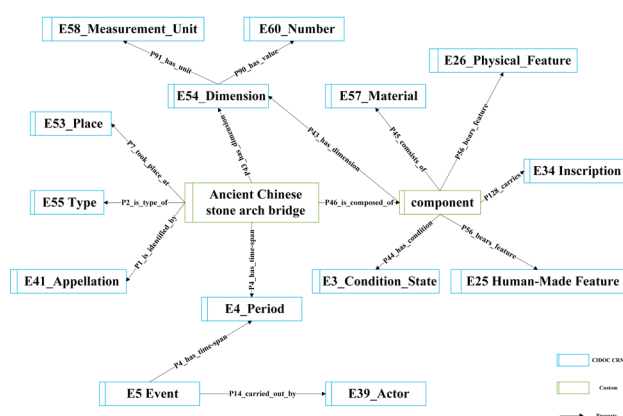 E58_Measurement_Unit
E60_Number
P91_has_unit
P90_has_value
E26_Physical_Feature
E54_Dimension
E57_Material
E53_Place
P7_took_place_at
P43_has_dimension
P43_has_dimension
P45_consists_of
P56_bears_feature
E34 Inscription
P128_carries
E55 Type
P2_is_type_of
Ancient Chinese
stone arch bridge
P46_is_composed_of
component
P1_is_identified_by
P44_has_condition
P56_bears_feature
E41_Appellation
P4_has_time-span
E3_Condition_State
E25 Human-Made Feature
E4_Period
P4_has_time-span
E5 Event
P14_carried_out_by
E39_Actor
CIDOC CRM
Custom